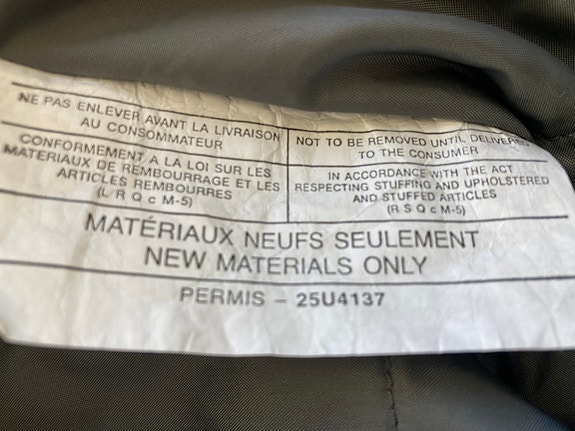 NE PAS ENLEVER AVANT LA LIVRAISON
AU CONSOMMATEUR
NOT TO BE REMOVED UNTIL DELIVERED
TO THE CONSUMER
CONFORMEMENT A LA LOI SUR LES
MATERIAUX DE REMBOURRAGE ET LES
ARTICLES REMBOURRES
(L R Q c M-5)
IN ACCORDANCE WITH THE ACT
RESPECTING STUFFING AND UPHOLSTERED
AND STUFFED ARTICLES
(R S Q c M-5)
MATÉRIAUX NEUFS SEULEMENT
NEW MATERIALS ONLY
PERMIS - 25U4137